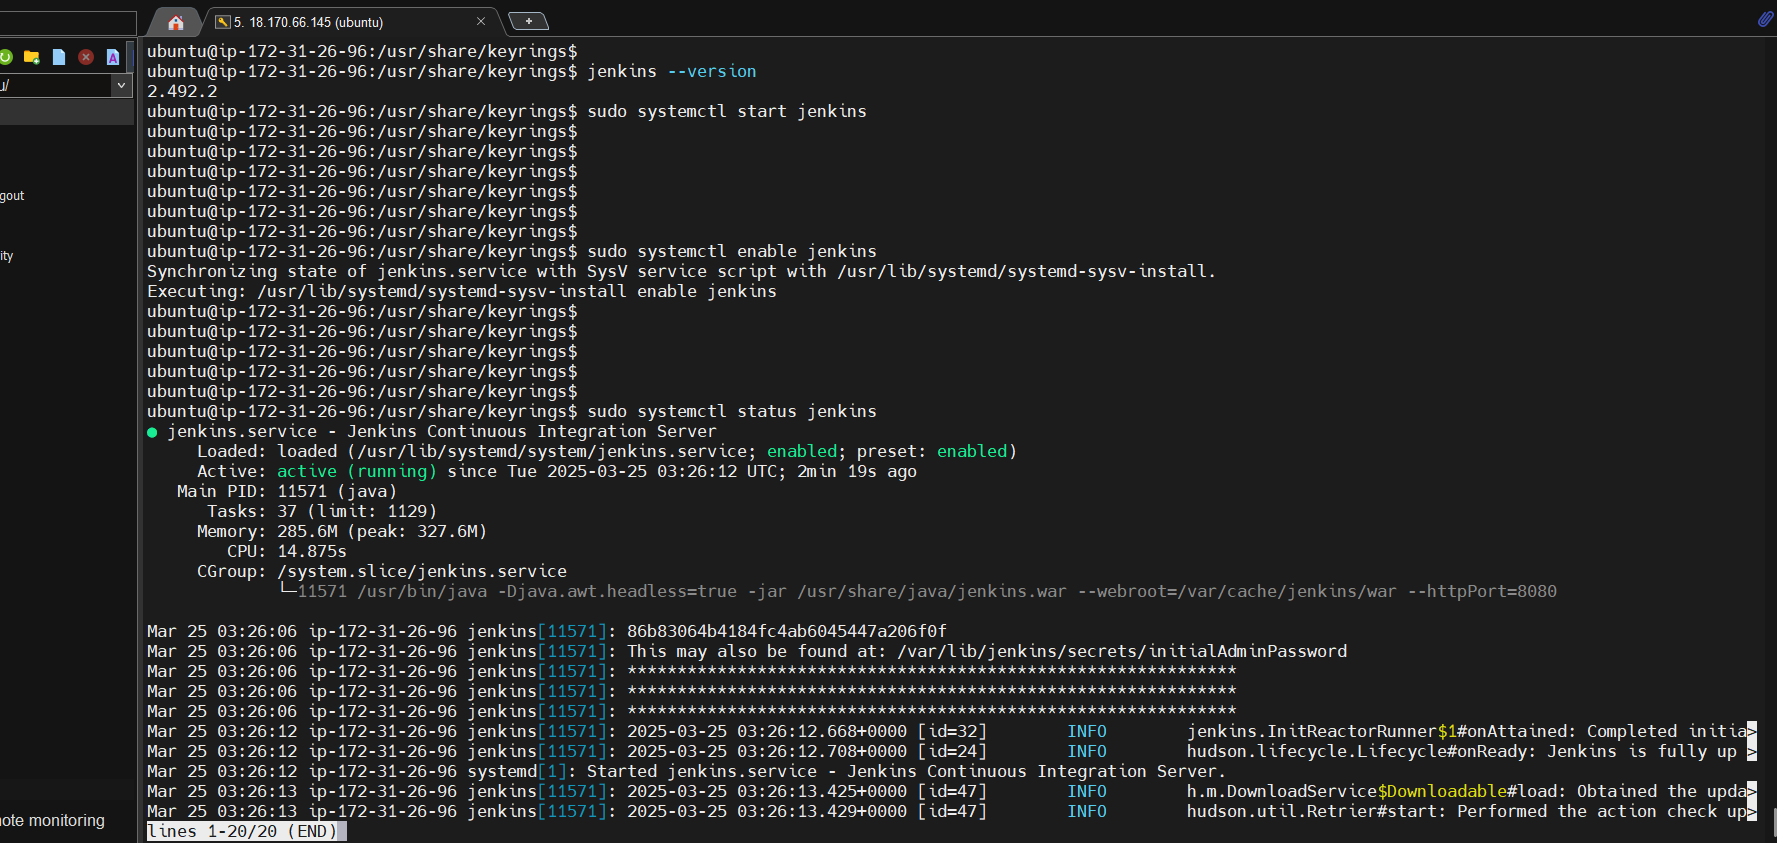 5. 18.170.66.145 (ubuntu)
u/
gout
ity
ote monitoring
ubuntu@ip-172-31-26-96:/usr/share/keyrings$
ubuntu@ip-172-31-26-96:/usr/share/keyrings$ jenkins --version
2.492.2
ubuntu@ip-172-31-26-96:/usr/share/keyrings$ sudo systemctl start jenkins
ubuntu@ip-172-31-26-96:/usr/share/keyrings$
ubuntu@ip-172-31-26-96:/usr/share/keyrings$
ubuntu@ip-172-31-26-96:/usr/share/keyrings$
ubuntu@ip-172-31-26-96:/usr/share/keyrings$
ubuntu@ip-172-31-26-96:/usr/share/keyrings$
ubuntu@ip-172-31-26-96:/usr/share/keyrings$
ubuntu@ip-172-31-26-96:/usr/share/keyrings$ sudo systemctl enable jenkins
Synchronizing state of jenkins.service with SysV service script with /usr/lib/systemd/systemd-sysv-install.
Executing: /usr/lib/systemd/systemd-sysv-install enable jenkins
ubuntu@ip-172-31-26-96:/usr/share/keyrings$
ubuntu@ip-172-31-26-96:/usr/share/keyrings$
ubuntu@ip-172-31-26-96:/usr/share/keyrings$
ubuntu@ip-172-31-26-96:/usr/share/keyrings$
ubuntu@ip-172-31-26-96:/usr/share/keyrings$
ubuntu@ip-172-31-26-96:/usr/share/keyrings$ sudo systemctl status jenkins
● jenkins.service - Jenkins Continuous Integration Server
     Loaded: loaded (/usr/lib/systemd/system/jenkins.service; enabled; preset: enabled)
     Active: active (running) since Tue 2025-03-25 03:26:12 UTC; 2min 19s ago
   Main PID: 11571 (java)
      Tasks: 37 (limit: 1129)
     Memory: 285.6M (peak: 327.6M)
        CPU: 14.875s
     CGroup: /system.slice/jenkins.service
             └─11571 /usr/bin/java -Djava.awt.headless=true -jar /usr/share/java/jenkins.war --webroot=/var/cache/jenkins/war --httpPort=8080
Mar 25 03:26:06 ip-172-31-26-96 jenkins[11571]: 86b83064b4184fc4ab6045447a206f0f
Mar 25 03:26:06 ip-172-31-26-96 jenkins[11571]: This may also be found at: /var/lib/jenkins/secrets/initialAdminPassword
Mar 25 03:26:06 ip-172-31-26-96 jenkins[11571]: *************************************************************
Mar 25 03:26:06 ip-172-31-26-96 jenkins[11571]: *************************************************************
Mar 25 03:26:06 ip-172-31-26-96 jenkins[11571]: *************************************************************
Mar 25 03:26:12 ip-172-31-26-96 jenkins[11571]: 2025-03-25 03:26:12.668+0000 [id=32]        INFO        jenkins.InitReactorRunner$1#onAttained: Completed initia>
Mar 25 03:26:12 ip-172-31-26-96 jenkins[11571]: 2025-03-25 03:26:12.708+0000 [id=24]        INFO        hudson.lifecycle.Lifecycle#onReady: Jenkins is fully up >
Mar 25 03:26:12 ip-172-31-26-96 systemd[1]: Started jenkins.service - Jenkins Continuous Integration Server.
Mar 25 03:26:13 ip-172-31-26-96 jenkins[11571]: 2025-03-25 03:26:13.425+0000 [id=47]        INFO        h.m.DownloadService$Downloadable#load: Obtained the upda>
Mar 25 03:26:13 ip-172-31-26-96 jenkins[11571]: 2025-03-25 03:26:13.429+0000 [id=47]        INFO        hudson.util.Retrier#start: Performed the action check up>
lines 1-20/20 (END)